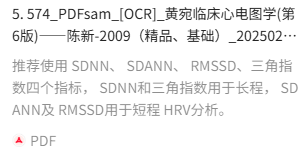 5. 574_PDFsam_[OCR]_黄宛临床心电图学(第
6版)——陈新-2009（精品、基础）_202502…
推荐使用 SDNN、 SDANN、 RMSSD、三角指
数四个指标， SDNN和三角指数用于长程， SD
ANN及 RMSSD用于短程 HRV分析。
PDF